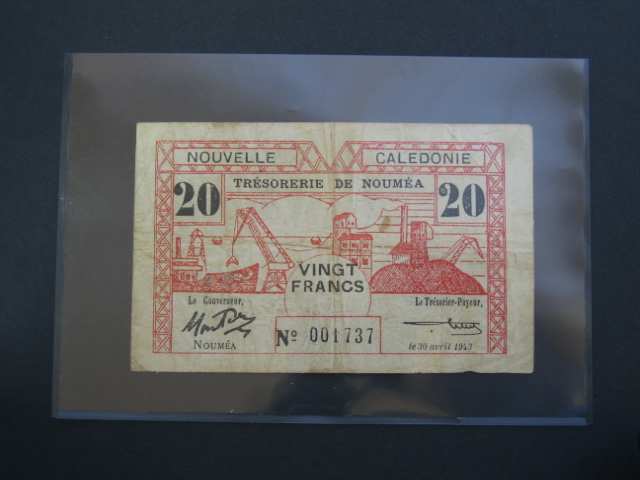 NOUVELLE CALEDONIE
20 TRÉSORERIE DE NOUMÉA 20
VINGT
FRANCS
Le Gouverneur, Le Trésorier-Payeur,
NOUMÉA
Nº 001737
le 30 avril 1943